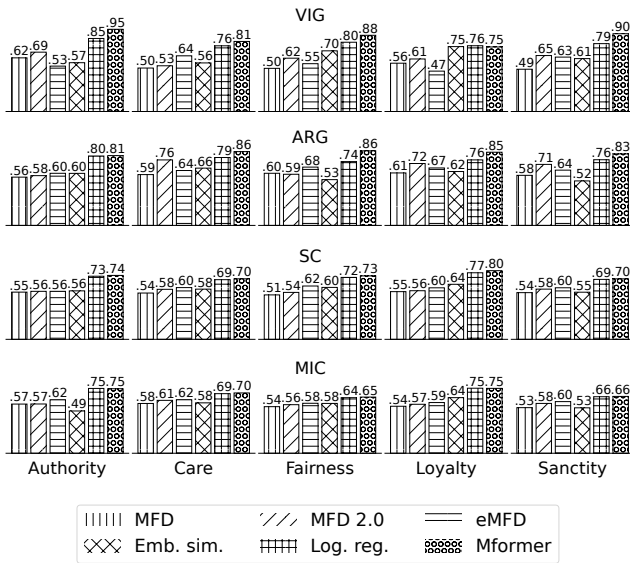 VIG
.62 .69 .53 .57 .85 .95 .50 .53 .64 .56 .76 .81 .50 .62 .55 .70 .80 .88 .56 .61 .47 .75 .76 .75 .49 .65 .63 .61 .79 .90
ARG
.56 .58 .60 .60 .80 .81 .59 .76 .64 .66 .79 .86 .60 .59 .68 .53 .74 .86 .61 .72 .67 .62 .76 .85 .58 .71 .64 .52 .76 .83
SC
.55 .56 .56 .56 .73 .74 .54 .58 .60 .58 .69 .70 .51 .54 .62 .60 .72 .73 .55 .56 .60 .64 .77 .80 .54 .58 .60 .55 .69 .70
MIC
.57 .57 .62 .49 .75 .75 .58 .61 .62 .58 .69 .70 .54 .56 .58 .58 .64 .65 .54 .57 .59 .64 .75 .75 .53 .58 .60 .53 .66 .66
Authority Care Fairness Loyalty Sanctity
MFD MFD 2.0 eMFD
Emb. sim. Log. reg. Mformer